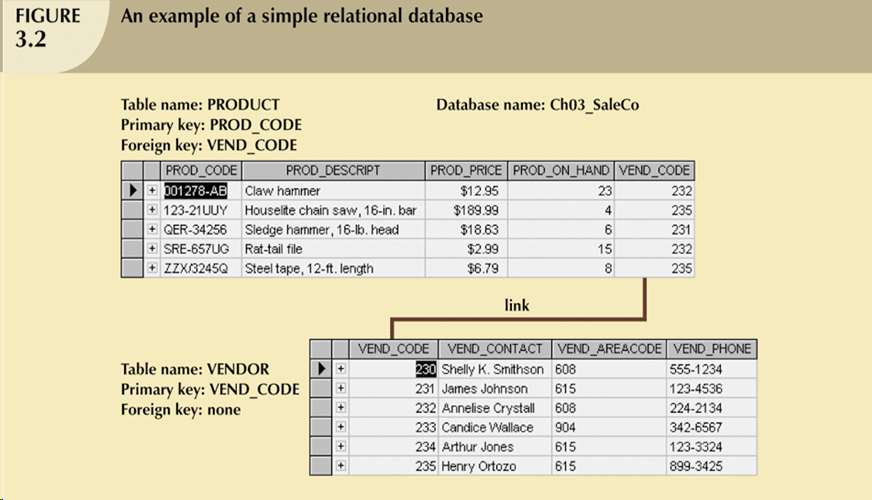 FIGURE 3.2
An example of a simple relational database
Table name: PRODUCT
Primary key: PROD_CODE
Foreign key: VEND_CODE
Database name: Ch03_SaleCo
PROD_CODE PROD_DESCRIPT PROD_PRICE PROD_ON_HAND VEND_CODE
001278-AB Claw hammer $12.95 23 232
123-21UUY Houselite chain saw, 16-in. bar $189.99 4 235
QER-34256 Sledge hammer, 16-lb. head $18.63 6 231
SRE-657UG Rat-tail file $2.99 15 232
ZZX/3245Q Steel tape, 12-ft. length $6.79 8 235
link
Table name: VENDOR
Primary key: VEND_CODE
Foreign key: none
VEND_CODE VEND_CONTACT VEND_AREACODE VEND_PHONE
230 Shelly K. Smithson 608 555-1234
231 James Johnson 615 123-4536
232 Annelise Crystall 608 224-2134
233 Candice Wallace 904 342-6567
234 Arthur Jones 615 123-3324
235 Henry Ortozo 615 899-3425